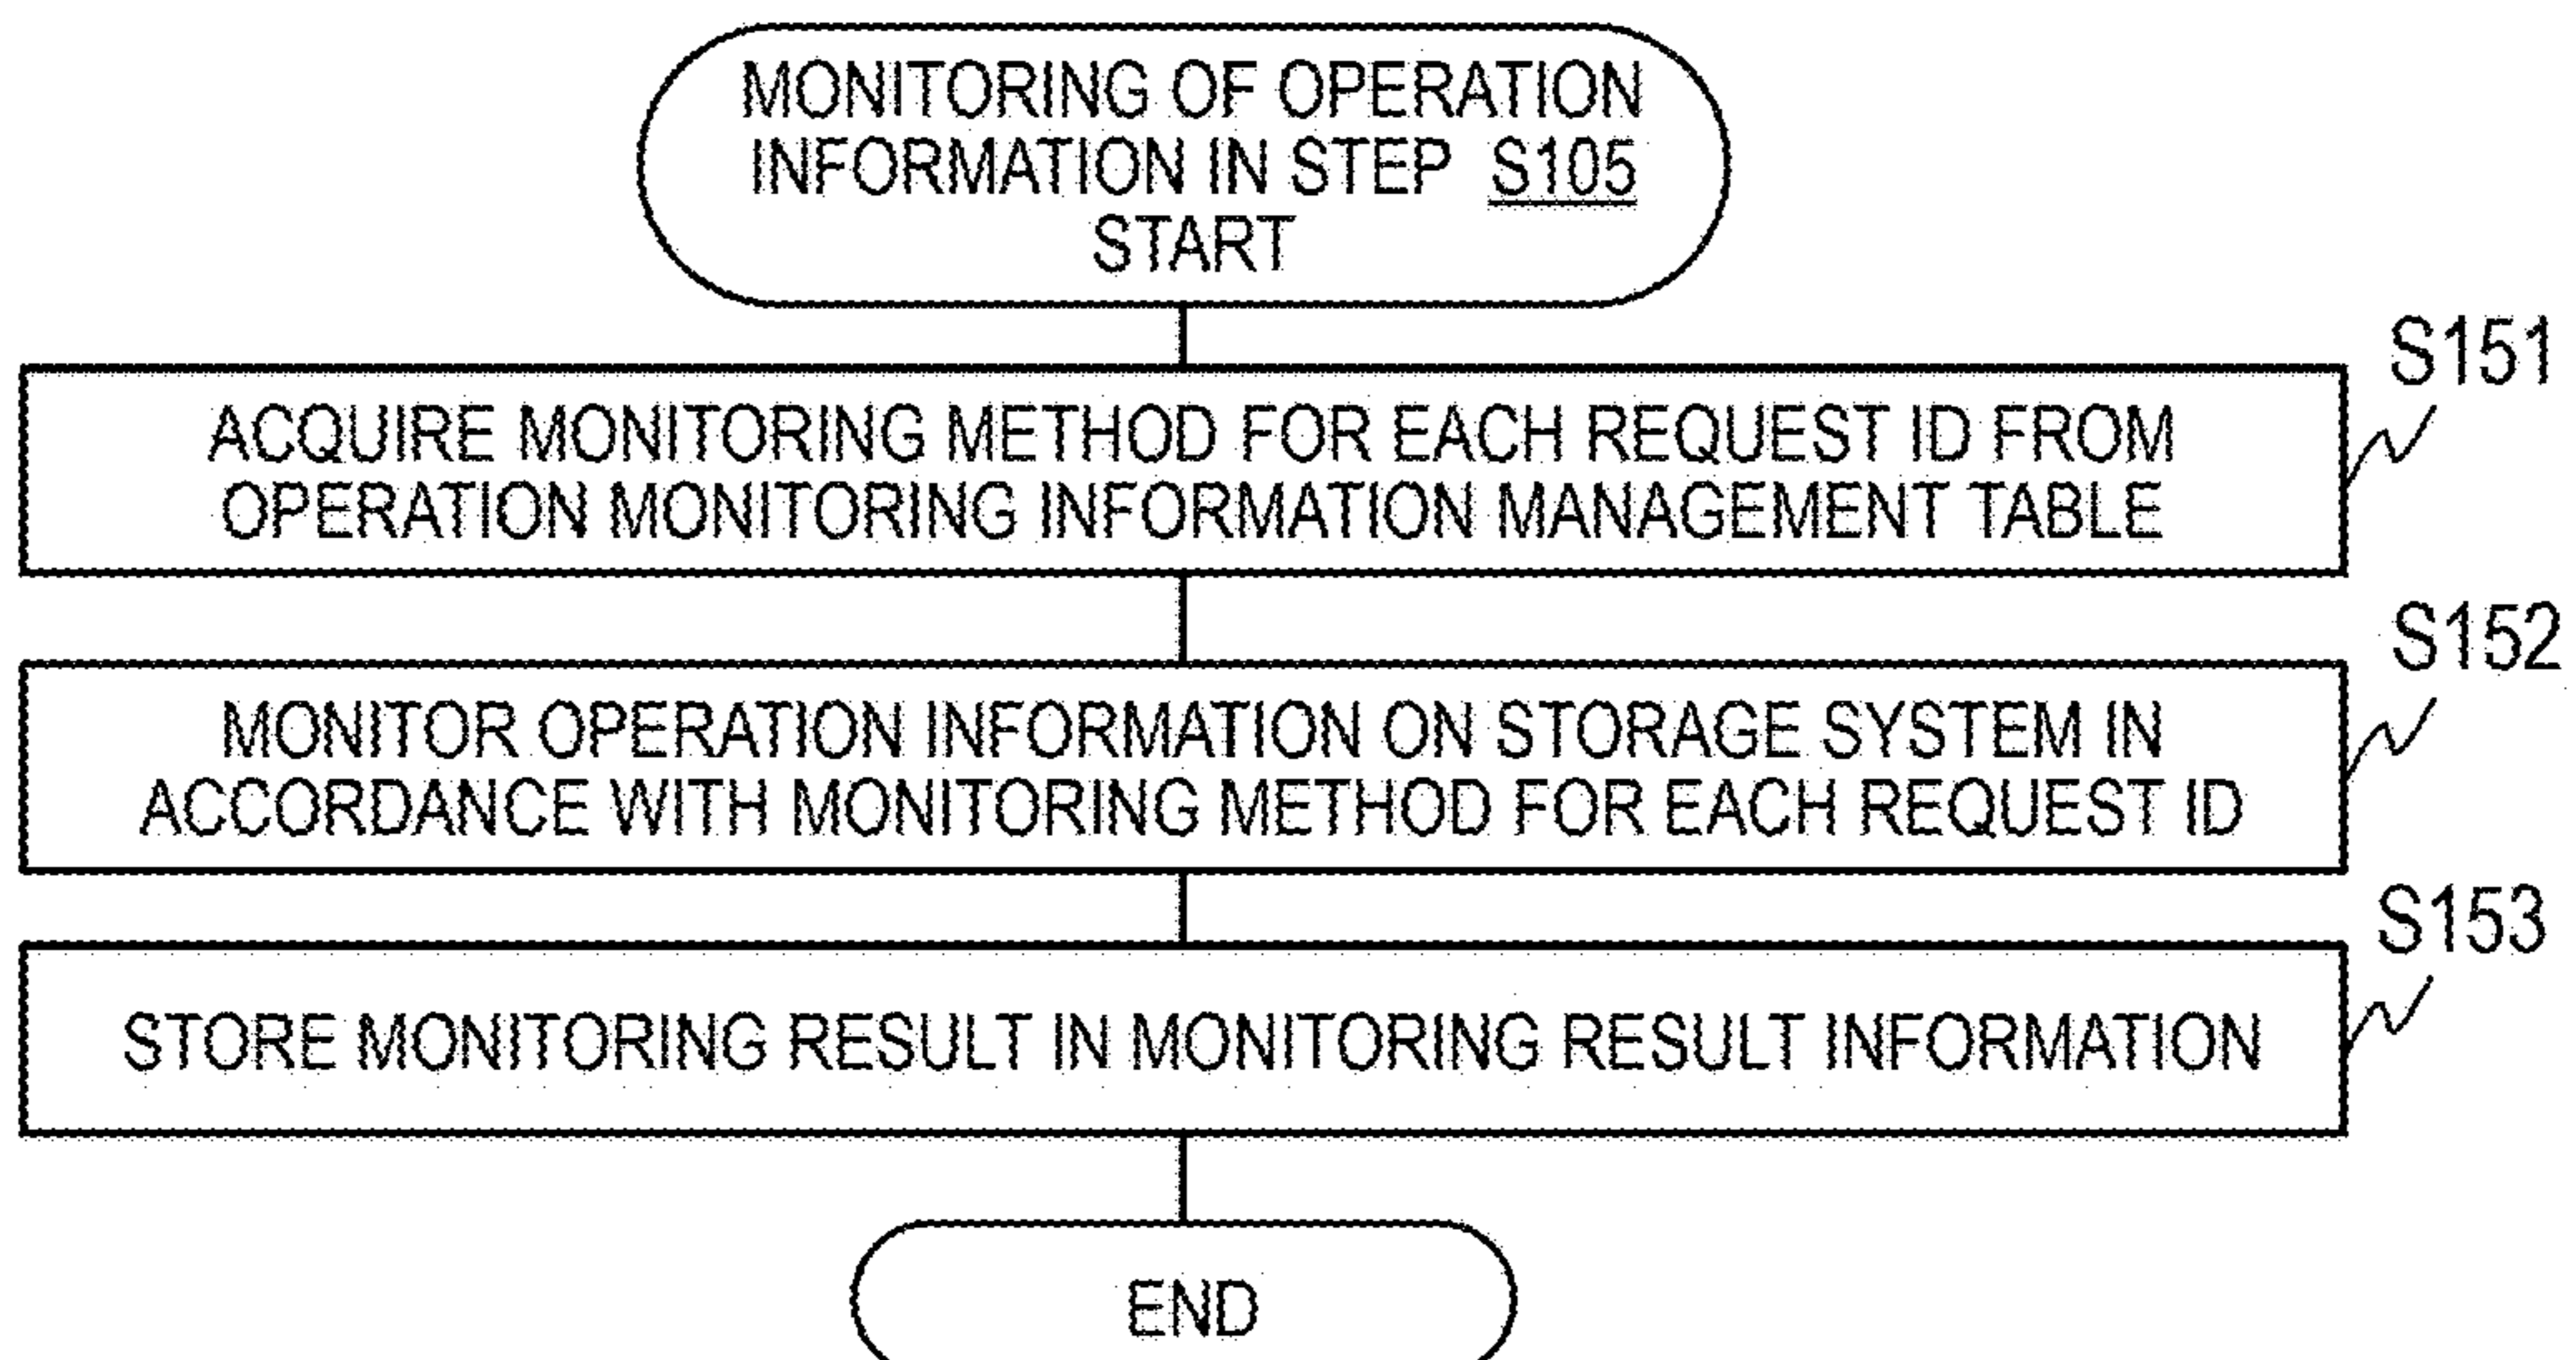 MONITORING OF OPERATION
INFORMATION IN STEP S105
START
S151
ACQUIRE MONITORING METHOD FOR EACH REQUEST ID FROM
OPERATION MONITORING INFORMATION MANAGEMENT TABLE
S152
MONITOR OPERATION INFORMATION ON STORAGE SYSTEM IN
ACCORDANCE WITH MONITORING METHOD FOR EACH REQUEST ID
S153
STORE MONITORING RESULT IN MONITORING RESULT INFORMATION
END